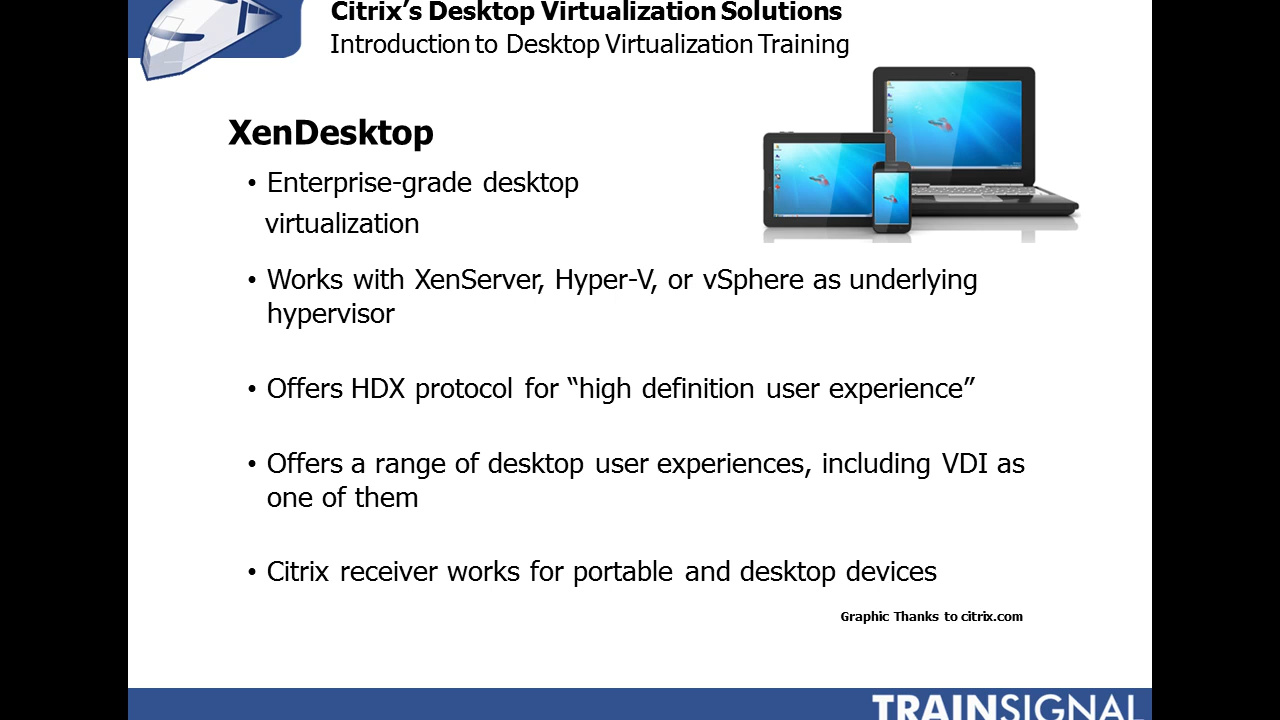 Citrix’s Desktop Virtualization Solutions
Introduction to Desktop Virtualization Training
XenDesktop
• Enterprise-grade desktop
virtualization
• Works with XenServer, Hyper-V, or vSphere as underlying
hypervisor
• Offers HDX protocol for “high definition user experience”
• Offers a range of desktop user experiences, including VDI as
one of them
• Citrix receiver works for portable and desktop devices
Graphic Thanks to citrix.com
TRAINSIGNAL